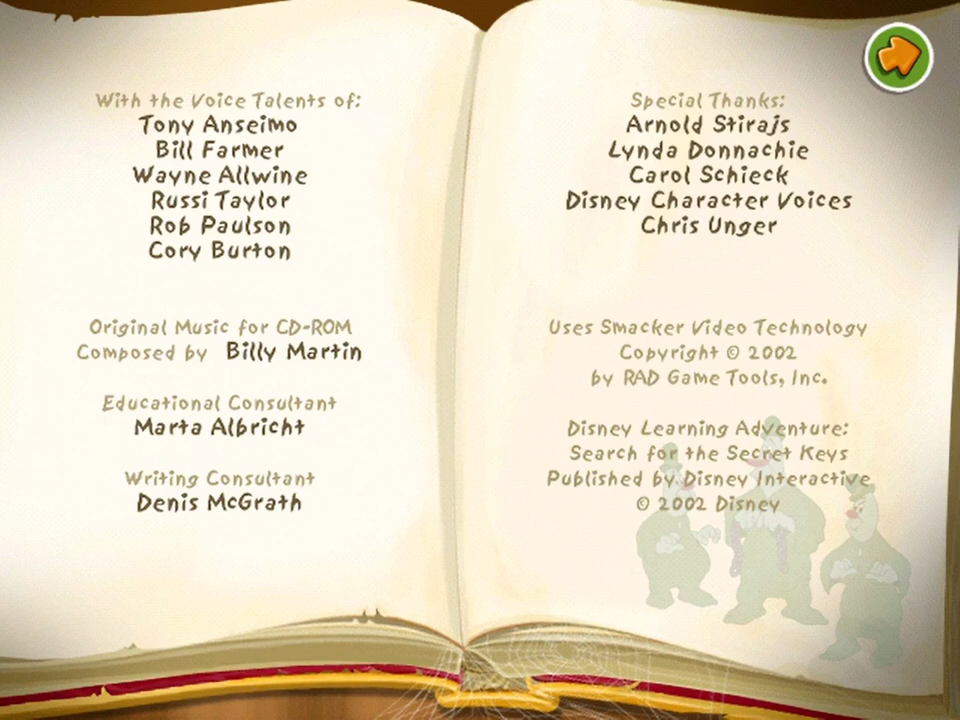 With the Voice Talents of:
Tony Anseimo
Bill Farmer
Wayne Allwine
Russi Taylor
Rob Paulson
Cory Burton
Original Music for CD-ROM
Composed by Billy Martin
Educational Consultant
Marta Albricht
Writing Consultant
Denis McGrath
Special Thanks:
Arnold Stirajs
Lynda Donnachie
Carol Schieck
Disney Character Voices
Chris Unger
Uses Smacker Video Technology
Copyright © 2002
by RAD Game Tools, Inc.
Disney Learning Adventure:
Search for the Secret Keys
Published by Disney Interactive
© 2002 Disney